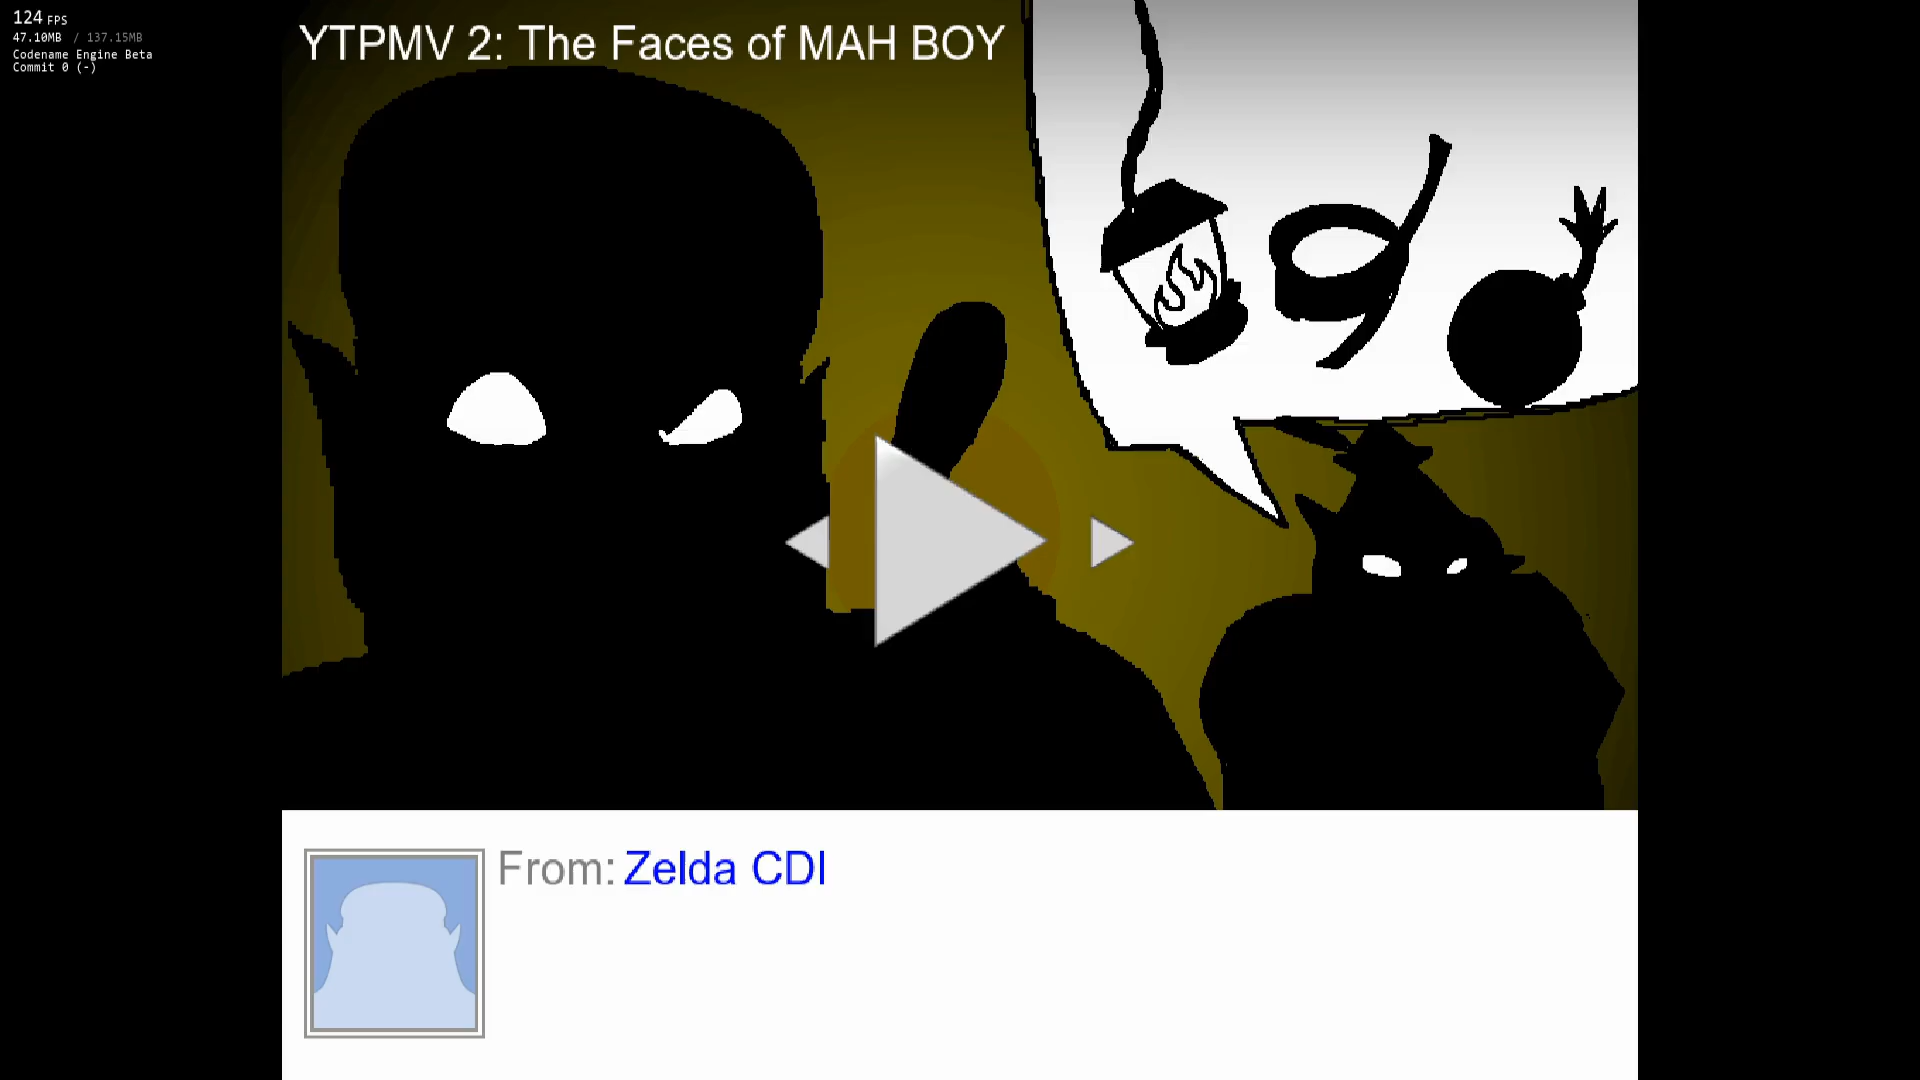 124 FPS
47.10MB / 137.15MB
Codename Engine Beta
Commit 0 (-)
YTPMV 2: The Faces of MAH BOY
From: Zelda CDI